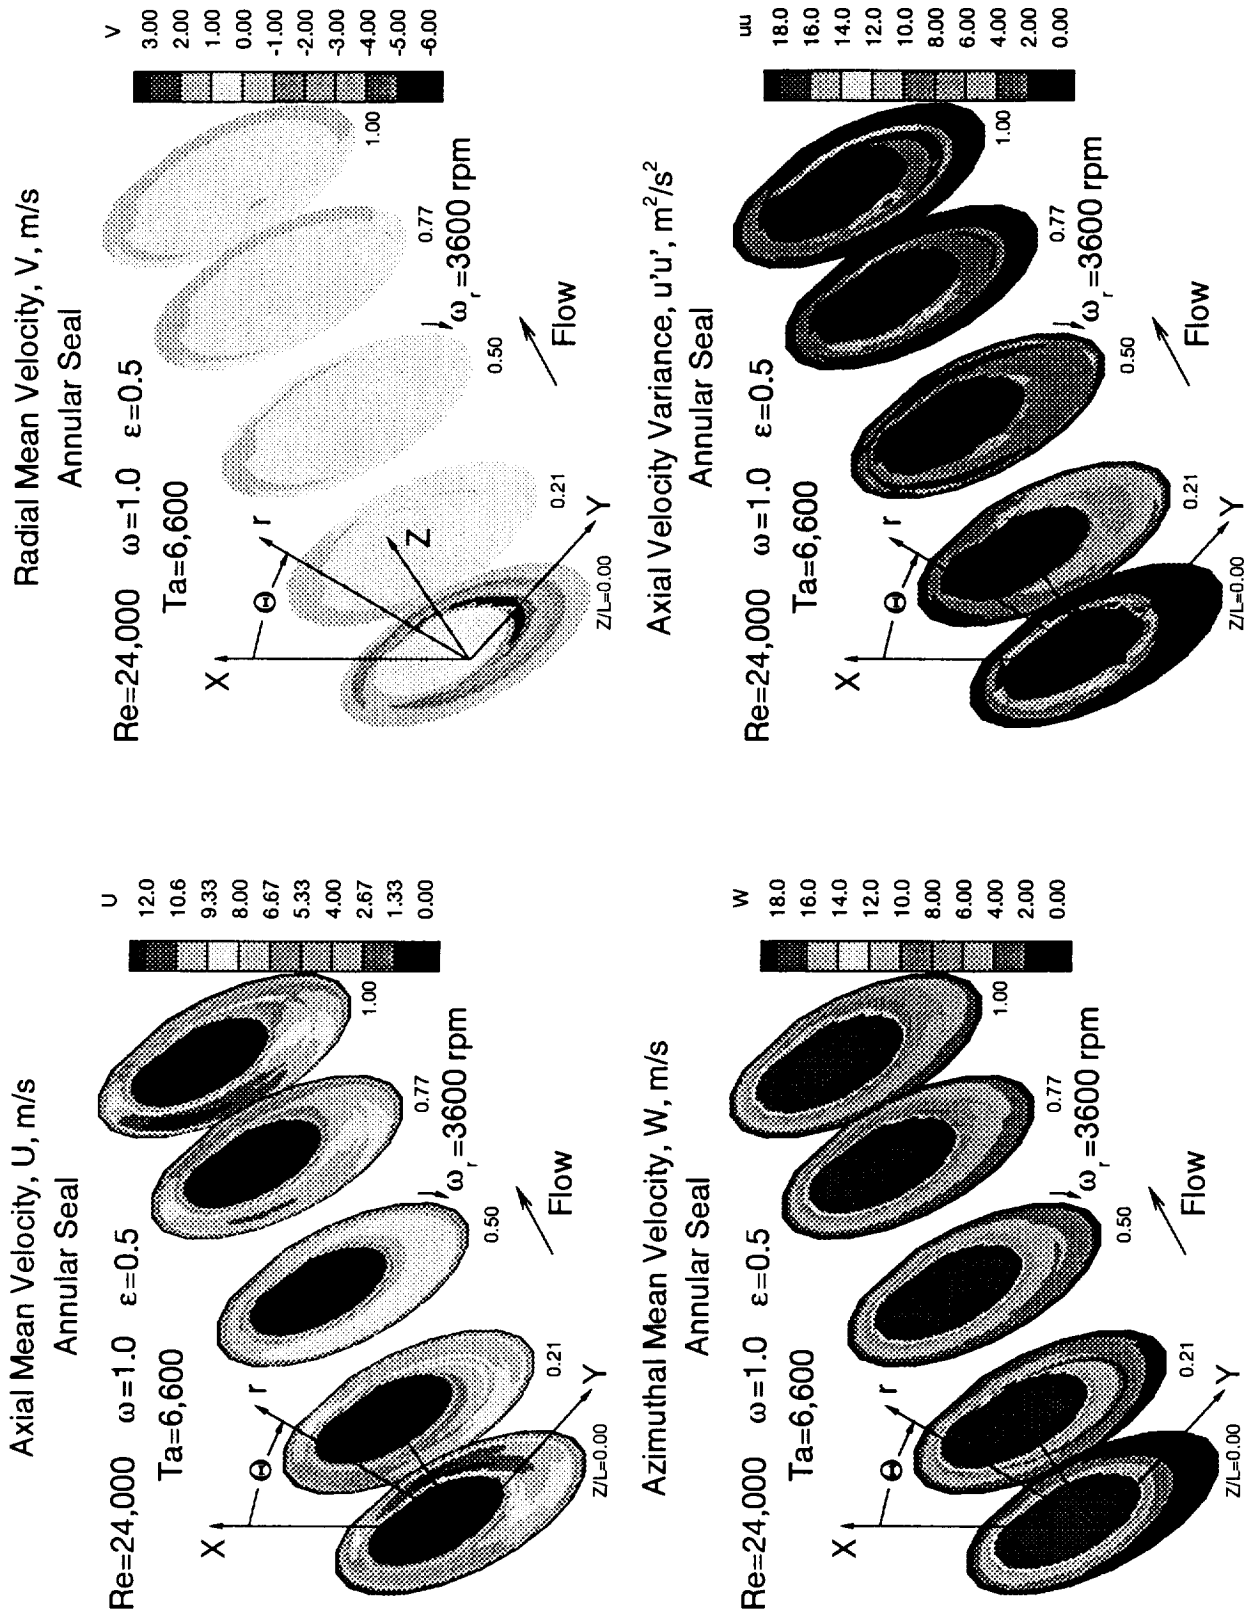 Axial Mean Velocity, U, m/s
Annular Seal
Re=24,000 ω=1.0 ε=0.5
Ta=6,600
X
Θ
r
Y
Z/L=0.00
0.21
0.50
0.77
1.00
ω_r=3600 rpm
Flow
U
12.0
10.6
9.33
8.00
6.67
5.33
4.00
2.67
1.33
0.00
Radial Mean Velocity, V, m/s
Annular Seal
Re=24,000 ω=1.0 ε=0.5
Ta=6,600
X
Θ
r
Z
Y
Z/L=0.00
0.21
0.50
0.77
1.00
ω_r=3600 rpm
Flow
V
3.00
2.00
1.00
0.00
-1.00
-2.00
-3.00
-4.00
-5.00
-6.00
Azimuthal Mean Velocity, W, m/s
Annular Seal
Re=24,000 ω=1.0 ε=0.5
Ta=6,600
X
Θ
r
Y
Z/L=0.00
0.21
0.50
0.77
1.00
ω_r=3600 rpm
Flow
W
18.0
16.0
14.0
12.0
10.0
8.00
6.00
4.00
2.00
0.00
Axial Velocity Variance, u'u', m²/s²
Annular Seal
Re=24,000 ω=1.0 ε=0.5
Ta=6,600
X
Θ
r
Y
Z/L=0.00
0.21
0.50
0.77
1.00
ω_r=3600 rpm
Flow
uu
18.0
16.0
14.0
12.0
10.0
8.00
6.00
4.00
2.00
0.00